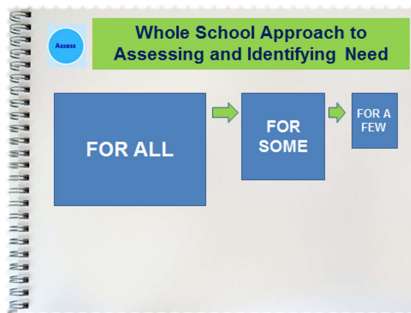 Assess
Whole School Approach to
Assessing and Identifying Need
FOR ALL
FOR
SOME
FOR A
FEW